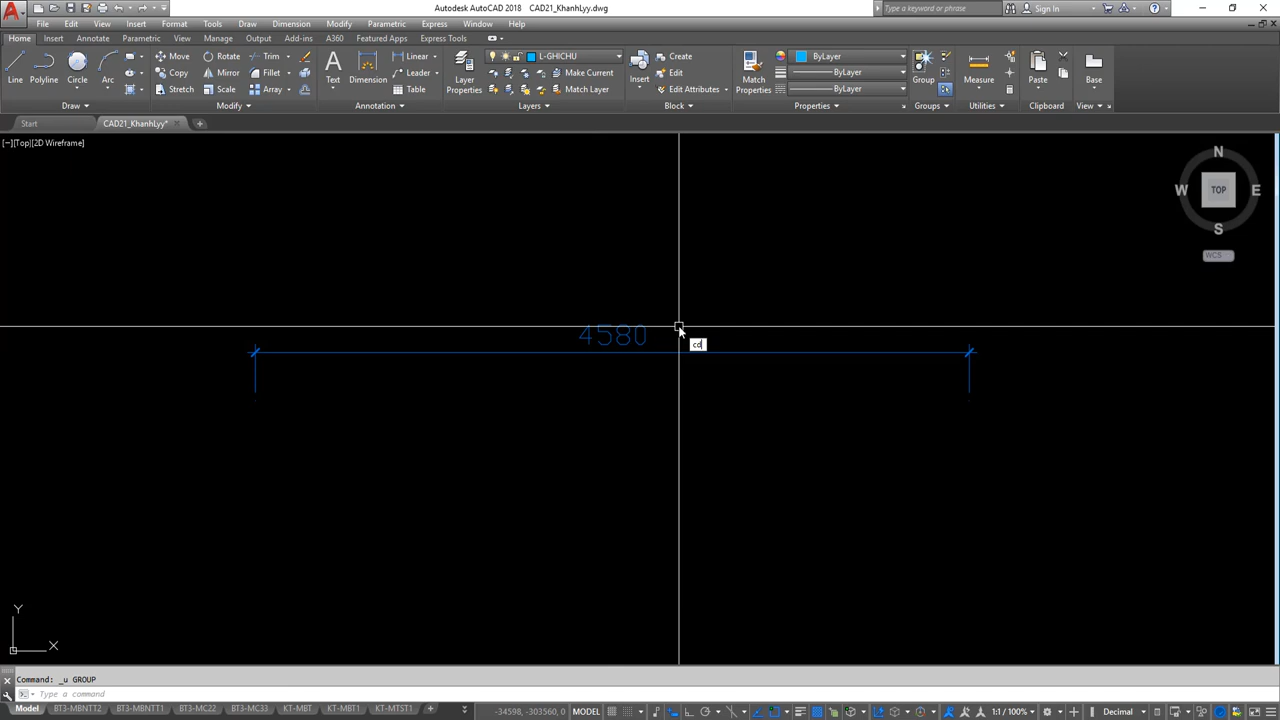 Autodesk AutoCAD 2018 CAD21_KhanhLyy.dwg
Type a keyword or phrase
Sign In
File Edit View Insert Format Tools Draw Dimension Modify Parametric Express Window Help
Home Insert Annotate Parametric View Manage Output Add-ins A360 Featured Apps Express Tools
Line Polyline Circle Arc
Move Rotate Trim
Copy Mirror Fillet
Stretch Scale Array
Text Dimension
Linear
Leader
Table
Layer Properties
L-GHICHU
Make Current
Match Layer
Insert
Create
Edit
Edit Attributes
Match Properties
ByLayer
ByLayer
ByLayer
Group
Measure
Paste
Base
Draw Modify Annotation Layers Block Properties Groups Utilities Clipboard View
Start CAD21_KhanhLyy*
[−][Top][2D Wireframe]
N
W TOP E
S
WCS
4580
cd
Y
X
Command: _u GROUP
Type a command
Model BT3-MBNTT2 BT3-MBNTT1 BT3-MC22 BT3-MC33 KT-MBT KT-MBT1 KT-MTST1
-34598, -303560, 0 MODEL 1:1 / 100% Decimal